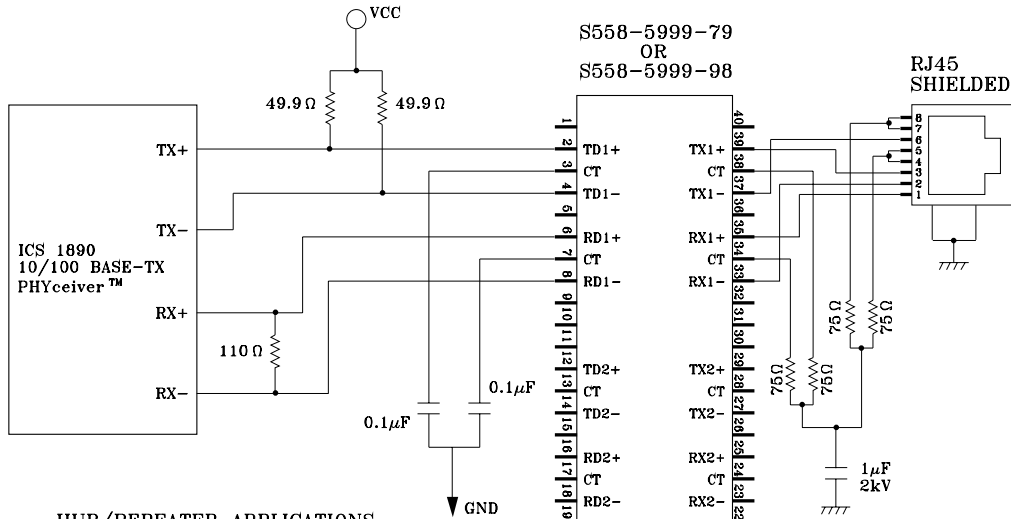 VCC
S558-5999-79
OR
S558-5999-98
RJ45
SHIELDED
49.9Ω
49.9Ω
ICS 1890
10/100 BASE-TX
PHYceiver™
TX+
TX-
RX+
RX-
110Ω
0.1μF
0.1μF
GND
1
2 TD1+
3 CT
4 TD1-
5
6 RD1+
7 CT
8 RD1-
9
10
11
12 TD2+
13 CT
14 TD2-
15
16 RD2+
17 CT
18 RD2-
19
40
TX1+ 39
CT 38
TX1- 37
36
RX1+ 35
CT 34
RX1- 33
32
31
30
TX2+ 29
CT 28
TX2- 27
26
RX2+ 25
CT 24
RX2- 23
22
8
7
6
5
4
3
2
1
75Ω
75Ω
75Ω
75Ω
1μF
2kV
HUB/REPEATER APPLICATIONS